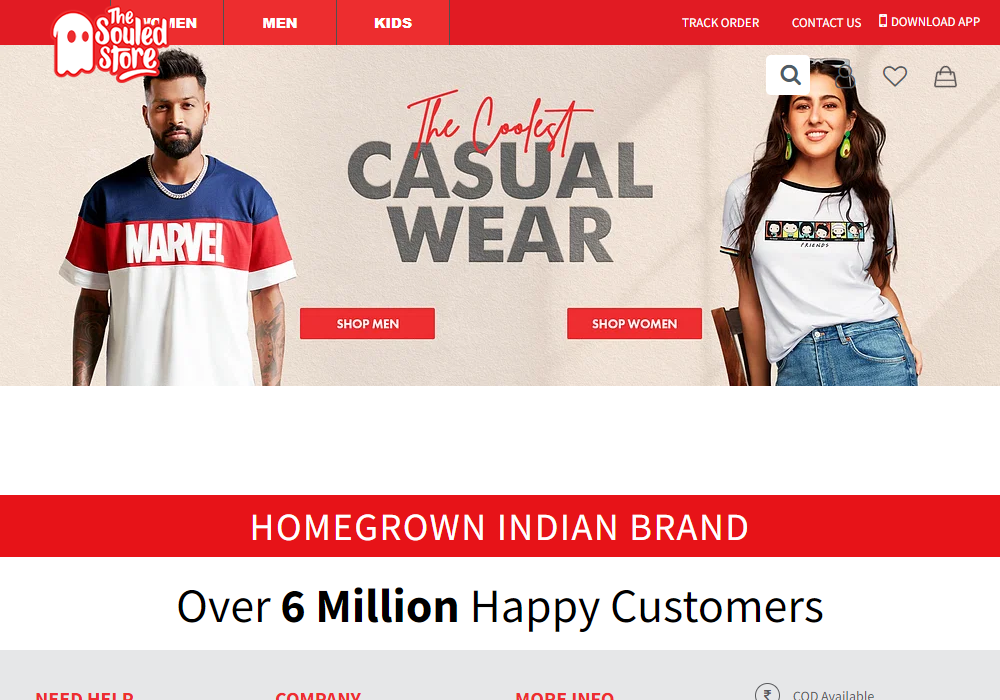 The
Souled
Store
MEN
KIDS
TRACK ORDER
CONTACT US
DOWNLOAD APP
The Coolest
CASUAL
WEAR
MARVEL
FRIENDS
SHOP MEN
SHOP WOMEN
HOMEGROWN INDIAN BRAND
Over 6 Million Happy Customers
NEED HELP
COMPANY
MORE INFO
₹
COD Available